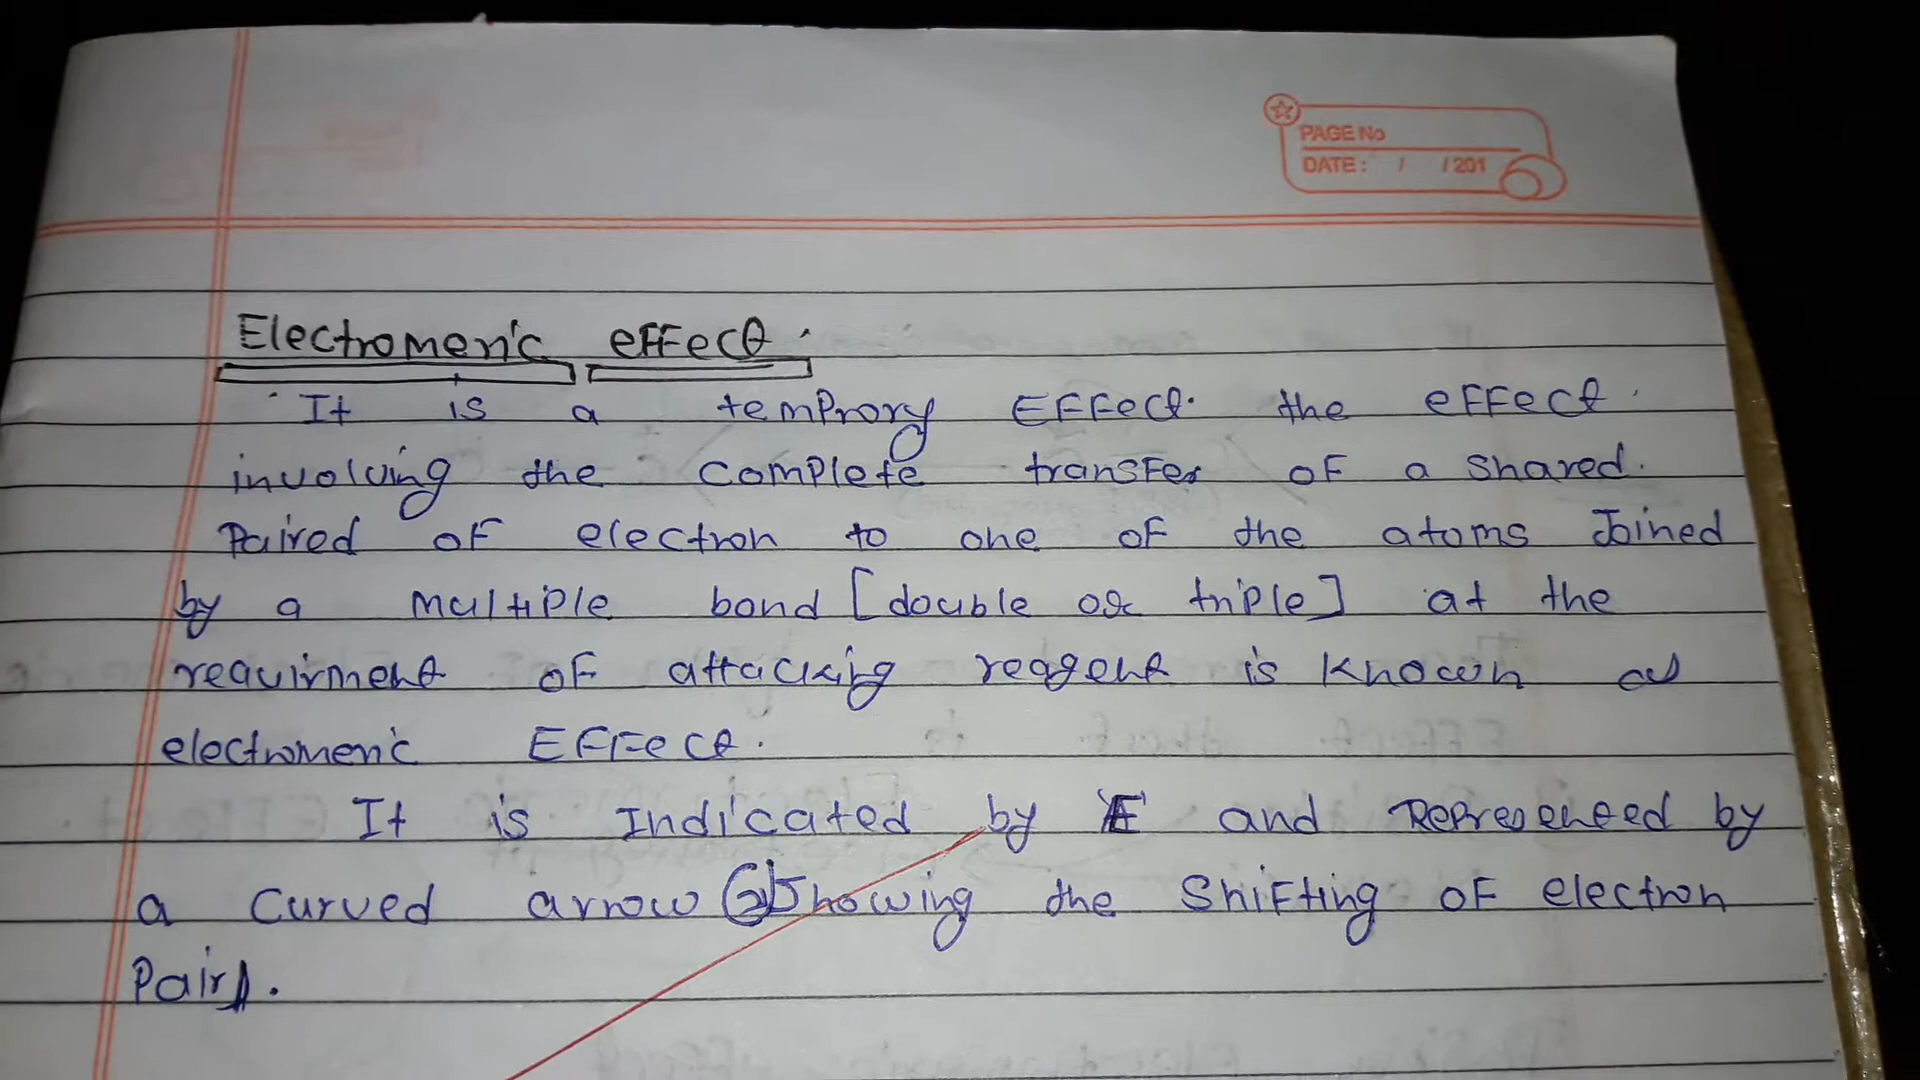 PAGE No
DATE: / /201
Electromeric effect.
It is a temprory Effect. the effect.
involving the complete transfer of a shared.
Paired of electron to one of the atoms Joined
by a multiple bond [double or triple] at the
requirment of attacking reagent is known as
electromeric Effect.
It is Indicated by 'E' and Represented by
a curved arrow showing the Shifting of electron
Pair.